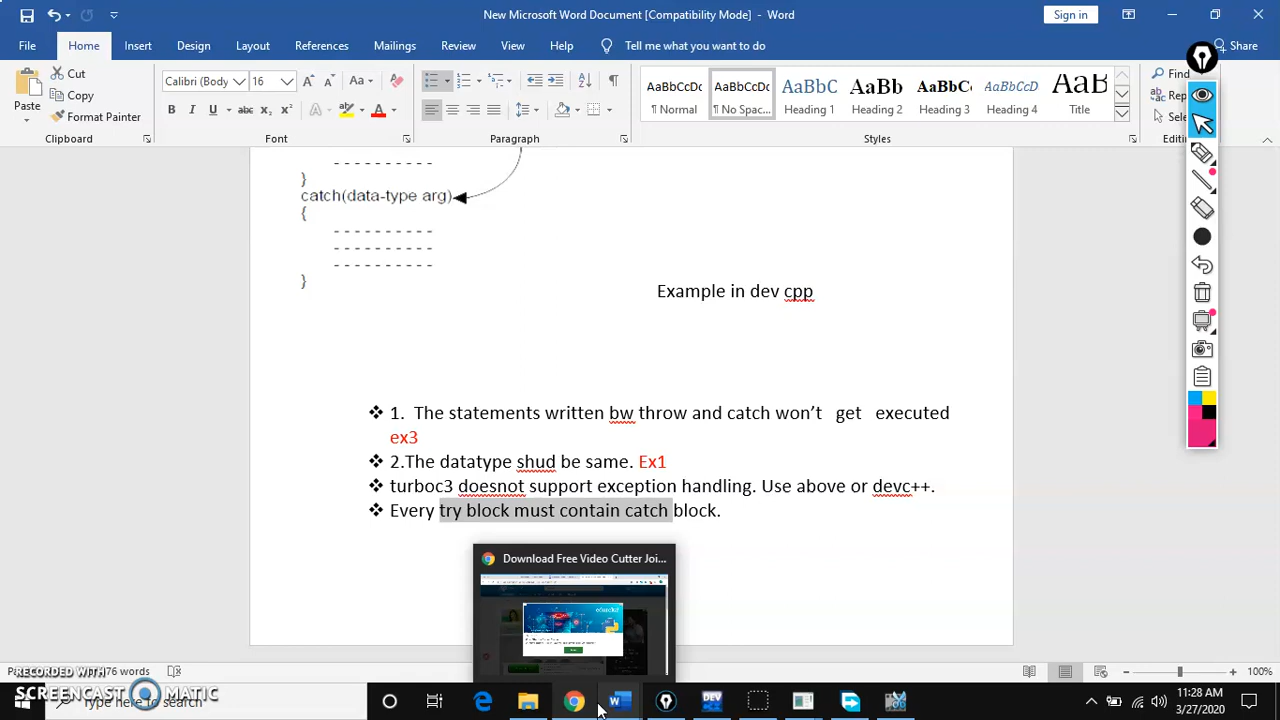 New Microsoft Word Document [Compatibility Mode] - Word
Sign in
File Home Insert Design Layout References Mailings Review View Help Tell me what you want to do Share
Paste
Cut
Copy
Format Painter
Clipboard
Calibri (Body 16
Font
Paragraph
AaBbCcDc AaBbCcDc AaBbC AaBb AaBbCc AaBbCcDc AaB
¶ Normal ¶ No Spac... Heading 1 Heading 2 Heading 3 Heading 4 Title
Styles
Find
Rep
Sele
Editi
}
catch(data-type arg)
{
- - - - - - - - - -
- - - - - - - - - -
- - - - - - - - - -
}
Example in dev cpp
❖ 1. The statements written bw throw and catch won’t get executed
ex3
❖ 2.The datatype shud be same. Ex1
❖ turboc3 doesnot support exception handling. Use above or devc++.
❖ Every try block must contain catch block.
Download Free Video Cutter Joi...
76 words
100%
RECORDED WITH
SCREENCAST MATIC
Type here to search
11:28 AM
3/27/2020